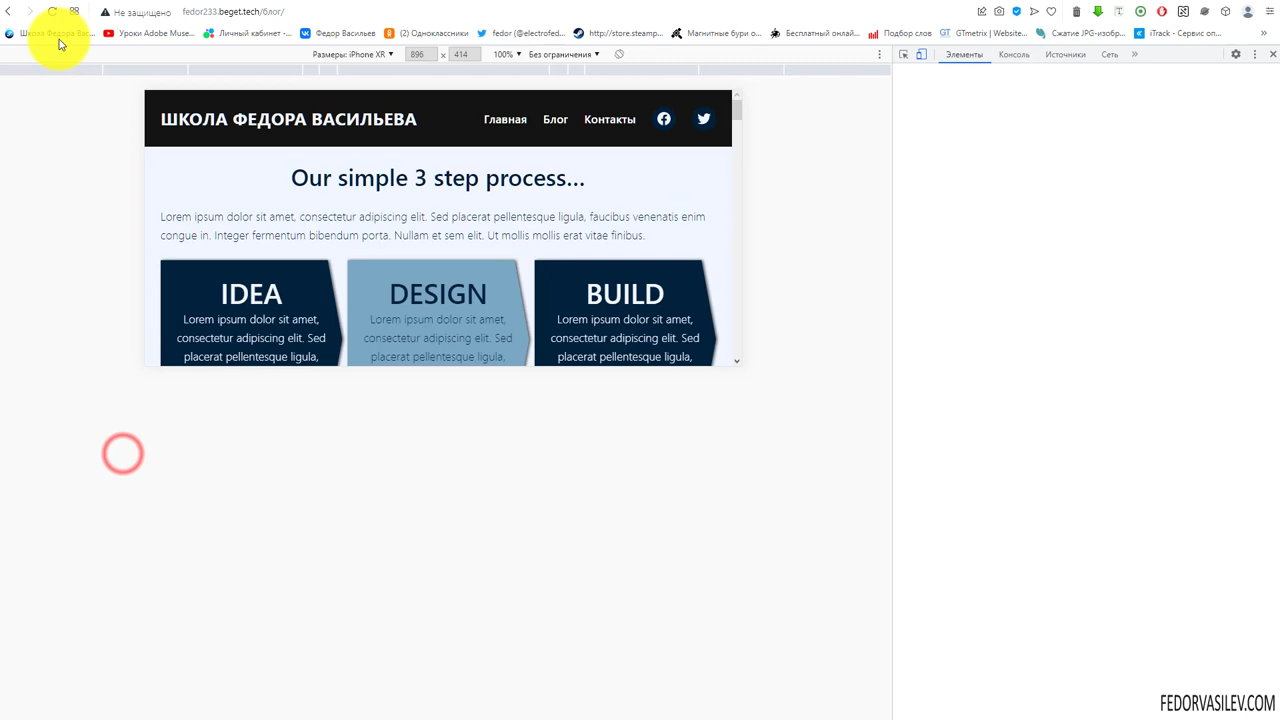 Не защищено fedor233.beget.tech/блог/
Школа Федора Вас... Уроки Adobe Muse... Личный кабинет -... Федор Васильев (2) Одноклассники fedor (@electrofed... http://store.steamp... Магнитные бури о... Бесплатный онлай... Подбор слов GTmetrix | Website... Сжатие JPG-изобр... iTrack - Сервис оп... »
Размеры: iPhone XR ▼ 896 × 414 100% ▼ Без ограничения ▼
Элементы Консоль Источники Сеть »
ШКОЛА ФЕДОРА ВАСИЛЬЕВА Главная Блог Контакты
Our simple 3 step process...
Lorem ipsum dolor sit amet, consectetur adipiscing elit. Sed placerat pellentesque ligula, faucibus venenatis enim
congue in. Integer fermentum bibendum porta. Nullam et sem elit. Ut mollis mollis erat vitae finibus.
IDEA
Lorem ipsum dolor sit amet,
consectetur adipiscing elit. Sed
placerat pellentesque ligula,
DESIGN
Lorem ipsum dolor sit amet,
consectetur adipiscing elit. Sed
placerat pellentesque ligula,
BUILD
Lorem ipsum dolor sit amet,
consectetur adipiscing elit. Sed
placerat pellentesque ligula,
FEDORVASILEV.COM